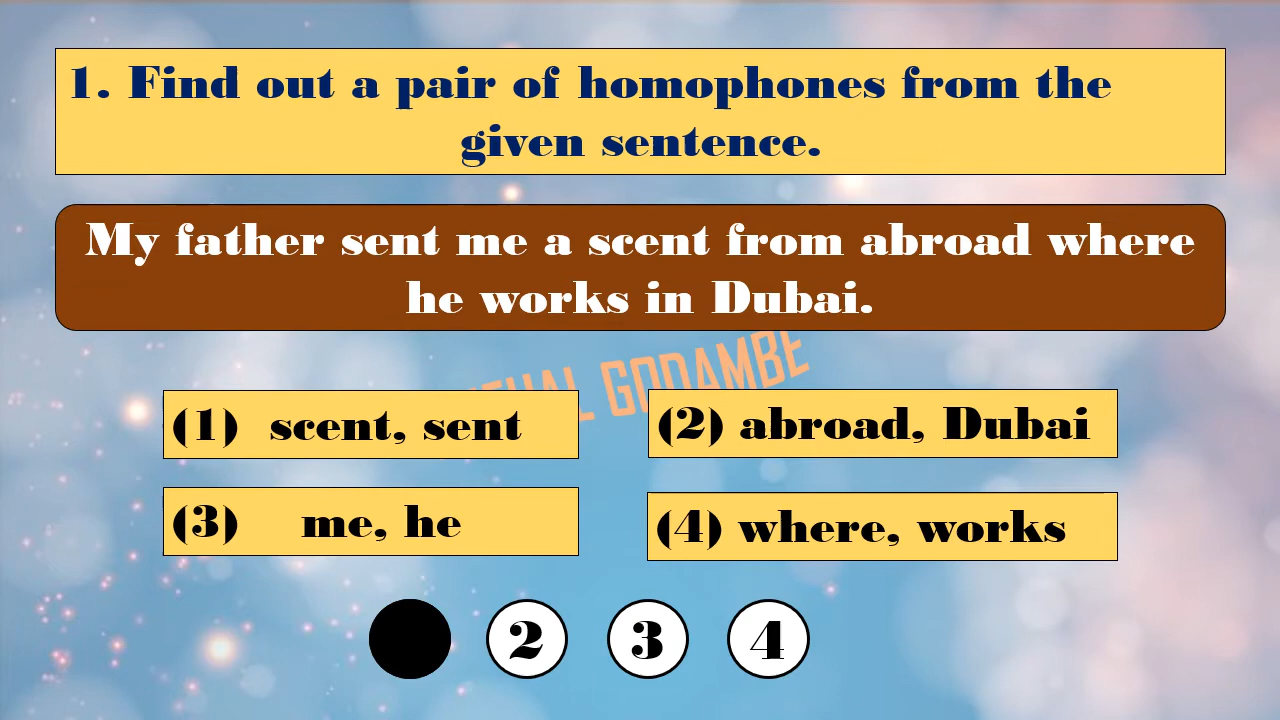 1. Find out a pair of homophones from the
given sentence.
My father sent me a scent from abroad where
he works in Dubai.
GODAMBE
(1) scent, sent
(2) abroad, Dubai
(3) me, he
(4) where, works
2 3 4